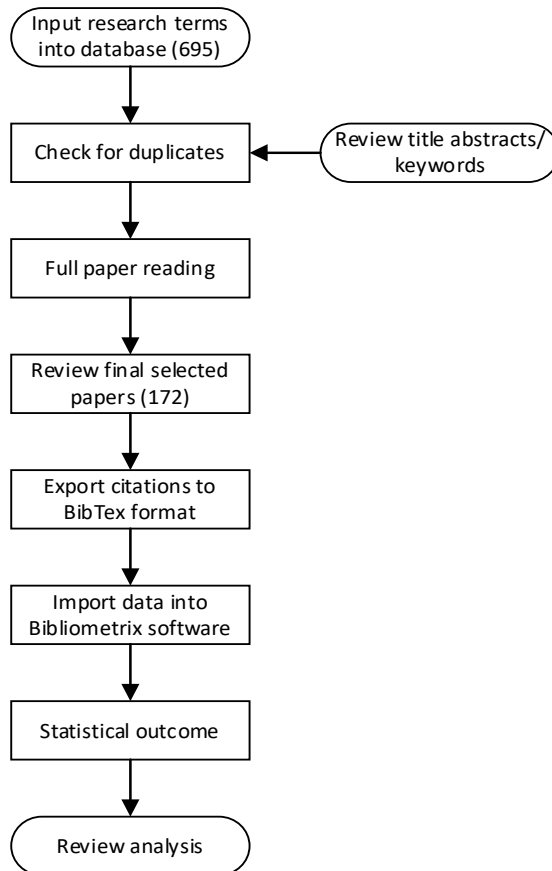 Input research terms
into database (695)
Check for duplicates
Review title abstracts/
keywords
Full paper reading
Review final selected
papers (172)
Export citations to
BibTex format
Import data into
Bibliometrix software
Statistical outcome
Review analysis